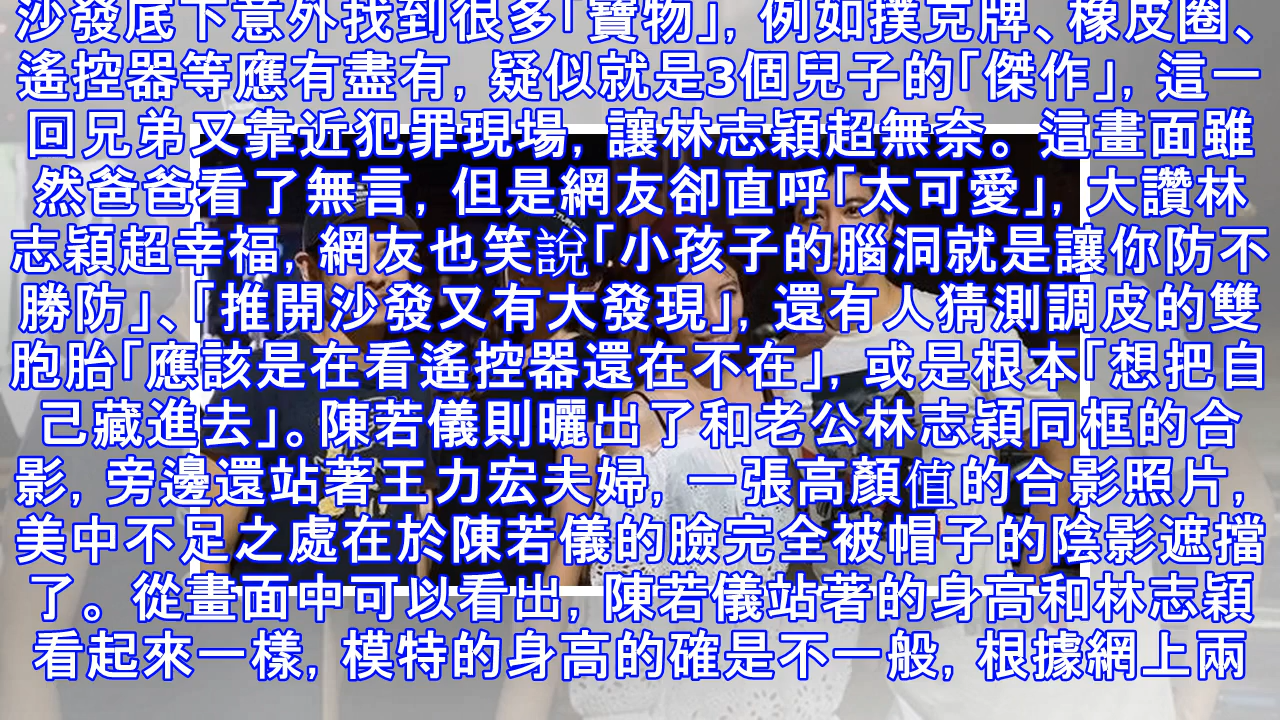 沙發底下意外找到很多「寶物」, 例如撲克牌、橡皮圈、
遙控器等應有盡有, 疑似就是3個兒子的「傑作」, 這一
回兄弟又靠近犯罪現場, 讓林志穎超無奈。這畫面雖
然爸爸看了無言, 但是網友卻直呼「太可愛」, 大讚林
志穎超幸福, 網友也笑說「小孩子的腦洞就是讓你防不
勝防」、「推開沙發又有大發現」, 還有人猜測調皮的雙
胞胎「應該是在看遙控器還在不在」, 或是根本「想把自
己藏進去」。陳若儀則曬出了和老公林志穎同框的合
影, 旁邊還站著王力宏夫婦, 一張高顏值的合影照片,
美中不足之處在於陳若儀的臉完全被帽子的陰影遮擋
了。從畫面中可以看出, 陳若儀站著的身高和林志穎
看起來一樣, 模特的身高的確是不一般, 根據網上兩